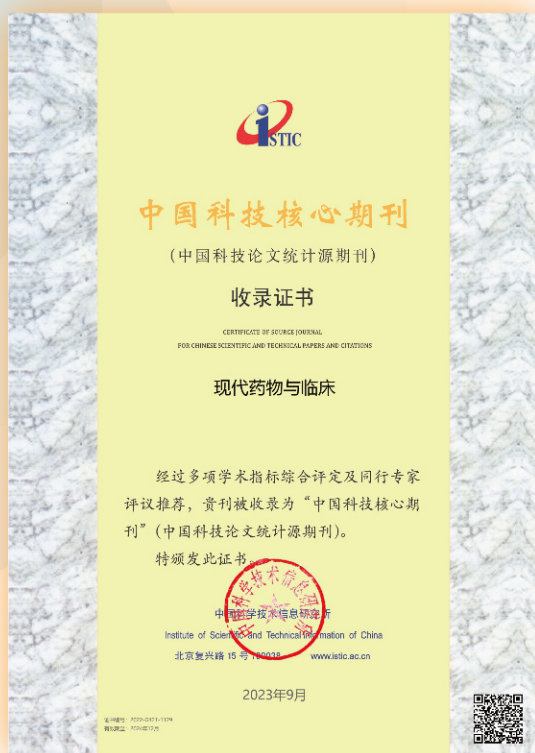 iSTIC
中国科技核心期刊
(中国科技论文统计源期刊)
收录证书
CERTIFICATE OF SOURCE JOURNAL
FOR CHINESE SCIENTIFIC AND TECHNICAL PAPERS AND CITATIONS
现代药物与临床
经过多项学术指标综合评定及同行专家
评议推荐,贵刊被收录为“中国科技核心期
刊”(中国科技论文统计源期刊)。
特颁发此证书。
中国科学技术信息研究所
Institute of Scientific and Technical Information of China
北京复兴路 15 号 100038 www.istic.ac.cn
2023年9月